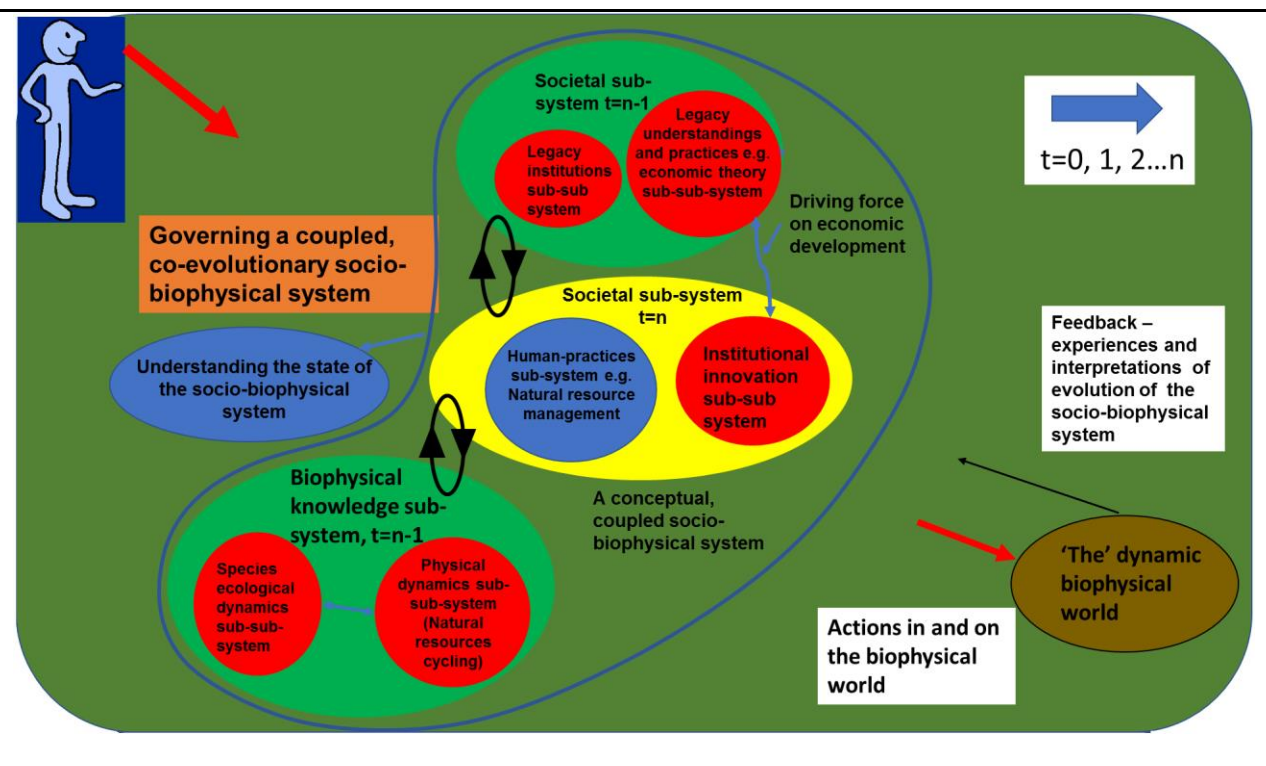 Societal sub-
system t=n-1
Legacy
institutions
sub-sub
system
Legacy
understandings
and practices e.g.
economic theory
sub-sub-system
t=0, 1, 2...n
Driving force
on economic
development
Governing a coupled,
co-evolutionary socio-
biophysical system
Societal sub-system
t=n
Human-practices
sub-system e.g.
Natural resource
management
Institutional
innovation
sub-sub
system
Understanding the state of
the socio-biophysical
system
Feedback –
experiences and
interpretations of
evolution of the
socio-biophysical
system
Biophysical
knowledge sub-
system, t=n-1
Species
ecological
dynamics
sub-sub-
system
Physical
dynamics sub-
sub-system
(Natural
resources
cycling)
A conceptual,
coupled socio-
biophysical system
‘The’ dynamic
biophysical
world
Actions in and on
the biophysical
world